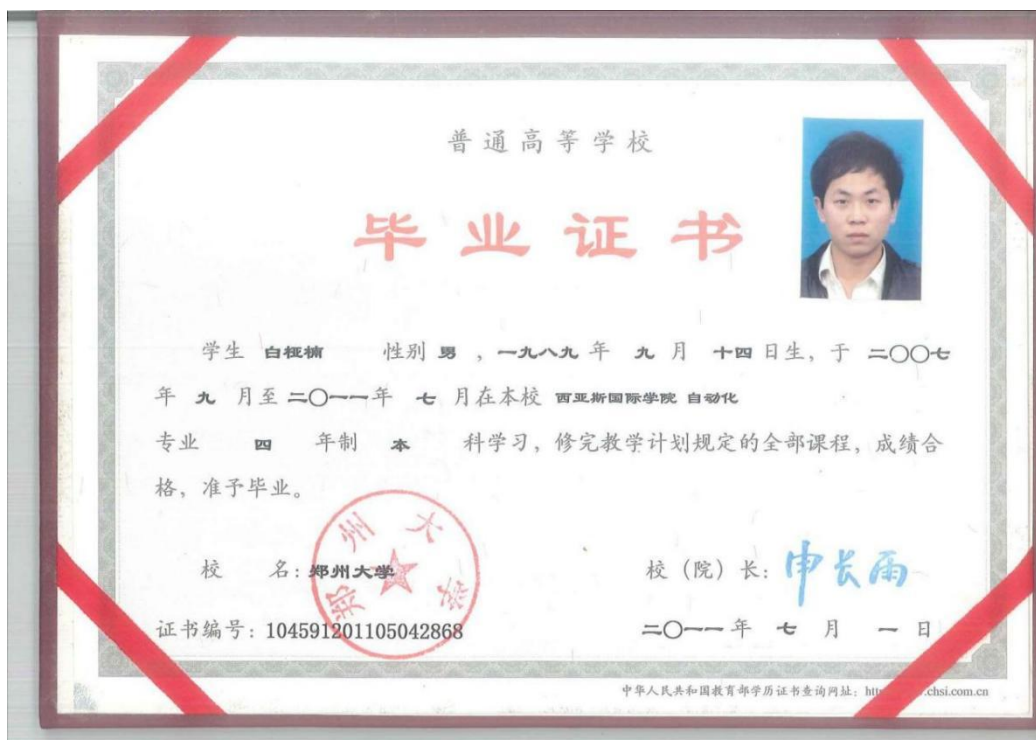 普通高等学校
毕业证书
学生 白桠楠 性别 男 ，一九八九 年 九 月 十四 日生，于 二〇〇七
年 九 月至 二〇一一 年 七 月在本校 西亚斯国际学院 自动化
专业 四 年制 本 科学习，修完教学计划规定的全部课程，成绩合
格，准予毕业。
校 名：郑州大学
校（院）长：申长雨
郑州大学
证书编号：104591201105042868
二〇一一 年 七 月 一 日
中华人民共和国教育部学历证书查询网址：htt .chsi.com.cn